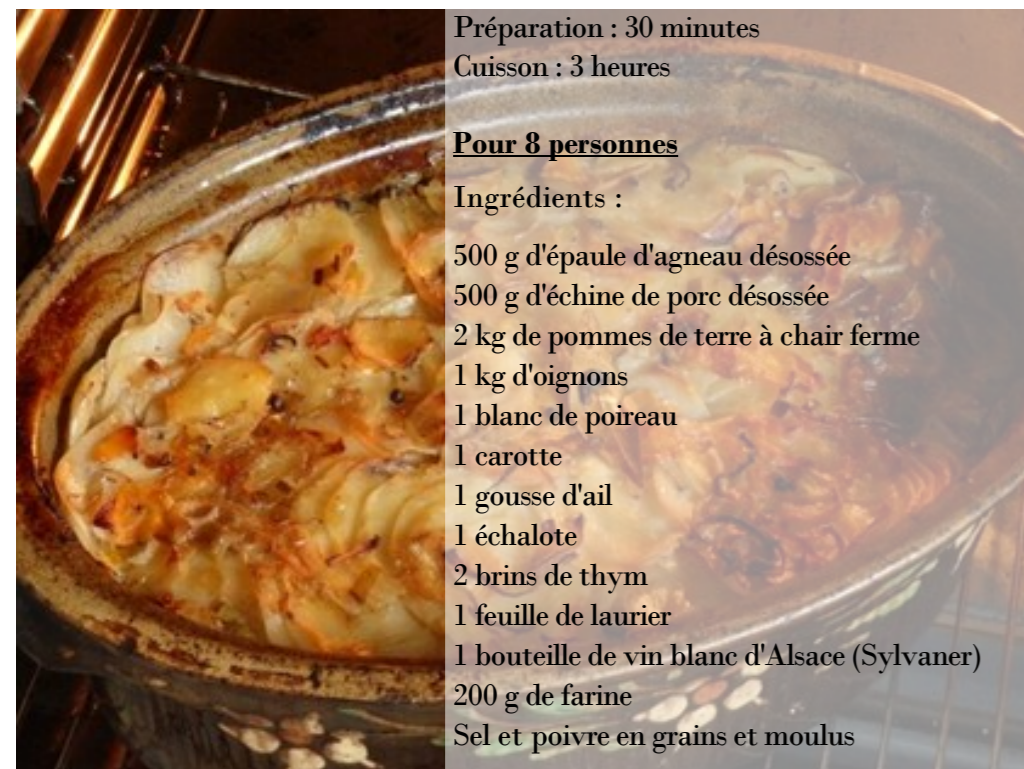 Préparation : 30 minutes
Cuisson : 3 heures
Pour 8 personnes
Ingrédients :
500 g d'épaule d'agneau désossée
500 g d'échine de porc désossée
2 kg de pommes de terre à chair ferme
1 kg d'oignons
1 blanc de poireau
1 carotte
1 gousse d'ail
1 échalote
2 brins de thym
1 feuille de laurier
1 bouteille de vin blanc d'Alsace (Sylvaner)
200 g de farine
Sel et poivre en grains et moulus